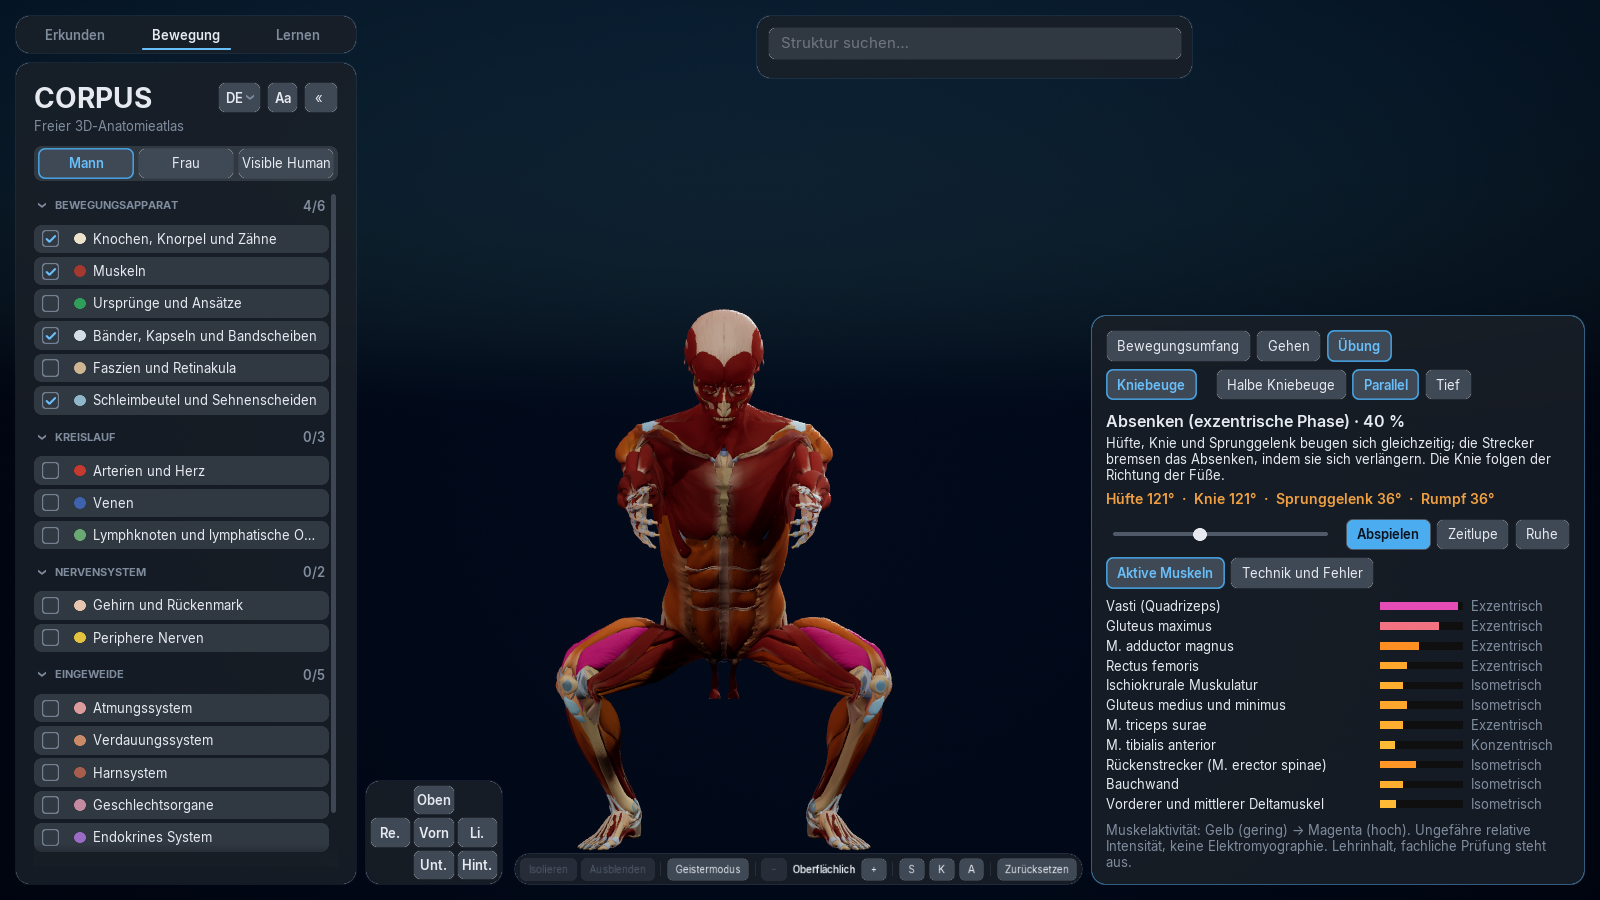 Erkunden Bewegung Lernen
Struktur suchen...
CORPUS DE Aa «
Freier 3D-Anatomieatlas
Mann Frau Visible Human
BEWEGUNGSAPPARAT 4/6
Knochen, Knorpel und Zähne
Muskeln
Ursprünge und Ansätze
Bänder, Kapseln und Bandscheiben
Faszien und Retinakula
Schleimbeutel und Sehnenscheiden
KREISLAUF 0/3
Arterien und Herz
Venen
Lymphknoten und lymphatische O...
NERVENSYSTEM 0/2
Gehirn und Rückenmark
Periphere Nerven
EINGEWEIDE 0/5
Atmungssystem
Verdauungssystem
Harnsystem
Geschlechtsorgane
Endokrines System
Oben
Re. Vorn Li.
Unt. Hint.
Isolieren Ausblenden Geistermodus - Oberflächlich + S K A Zurücksetzen
Bewegungsumfang Gehen Übung
Kniebeuge Halbe Kniebeuge Parallel Tief
Absenken (exzentrische Phase) · 40 %
Hüfte, Knie und Sprunggelenk beugen sich gleichzeitig; die Strecker
bremsen das Absenken, indem sie sich verlängern. Die Knie folgen der
Richtung der Füße.
Hüfte 121° · Knie 121° · Sprunggelenk 36° · Rumpf 36°
Abspielen Zeitlupe Ruhe
Aktive Muskeln Technik und Fehler
Vasti (Quadrizeps) Exzentrisch
Gluteus maximus Exzentrisch
M. adductor magnus Exzentrisch
Rectus femoris Exzentrisch
Ischiokrurale Muskulatur Isometrisch
Gluteus medius und minimus Isometrisch
M. triceps surae Exzentrisch
M. tibialis anterior Konzentrisch
Rückenstrecker (M. erector spinae) Isometrisch
Bauchwand Isometrisch
Vorderer und mittlerer Deltamuskel Isometrisch
Muskelaktivität: Gelb (gering) → Magenta (hoch). Ungefähre relative
Intensität, keine Elektromyographie. Lehrinhalt, fachliche Prüfung steht
aus.